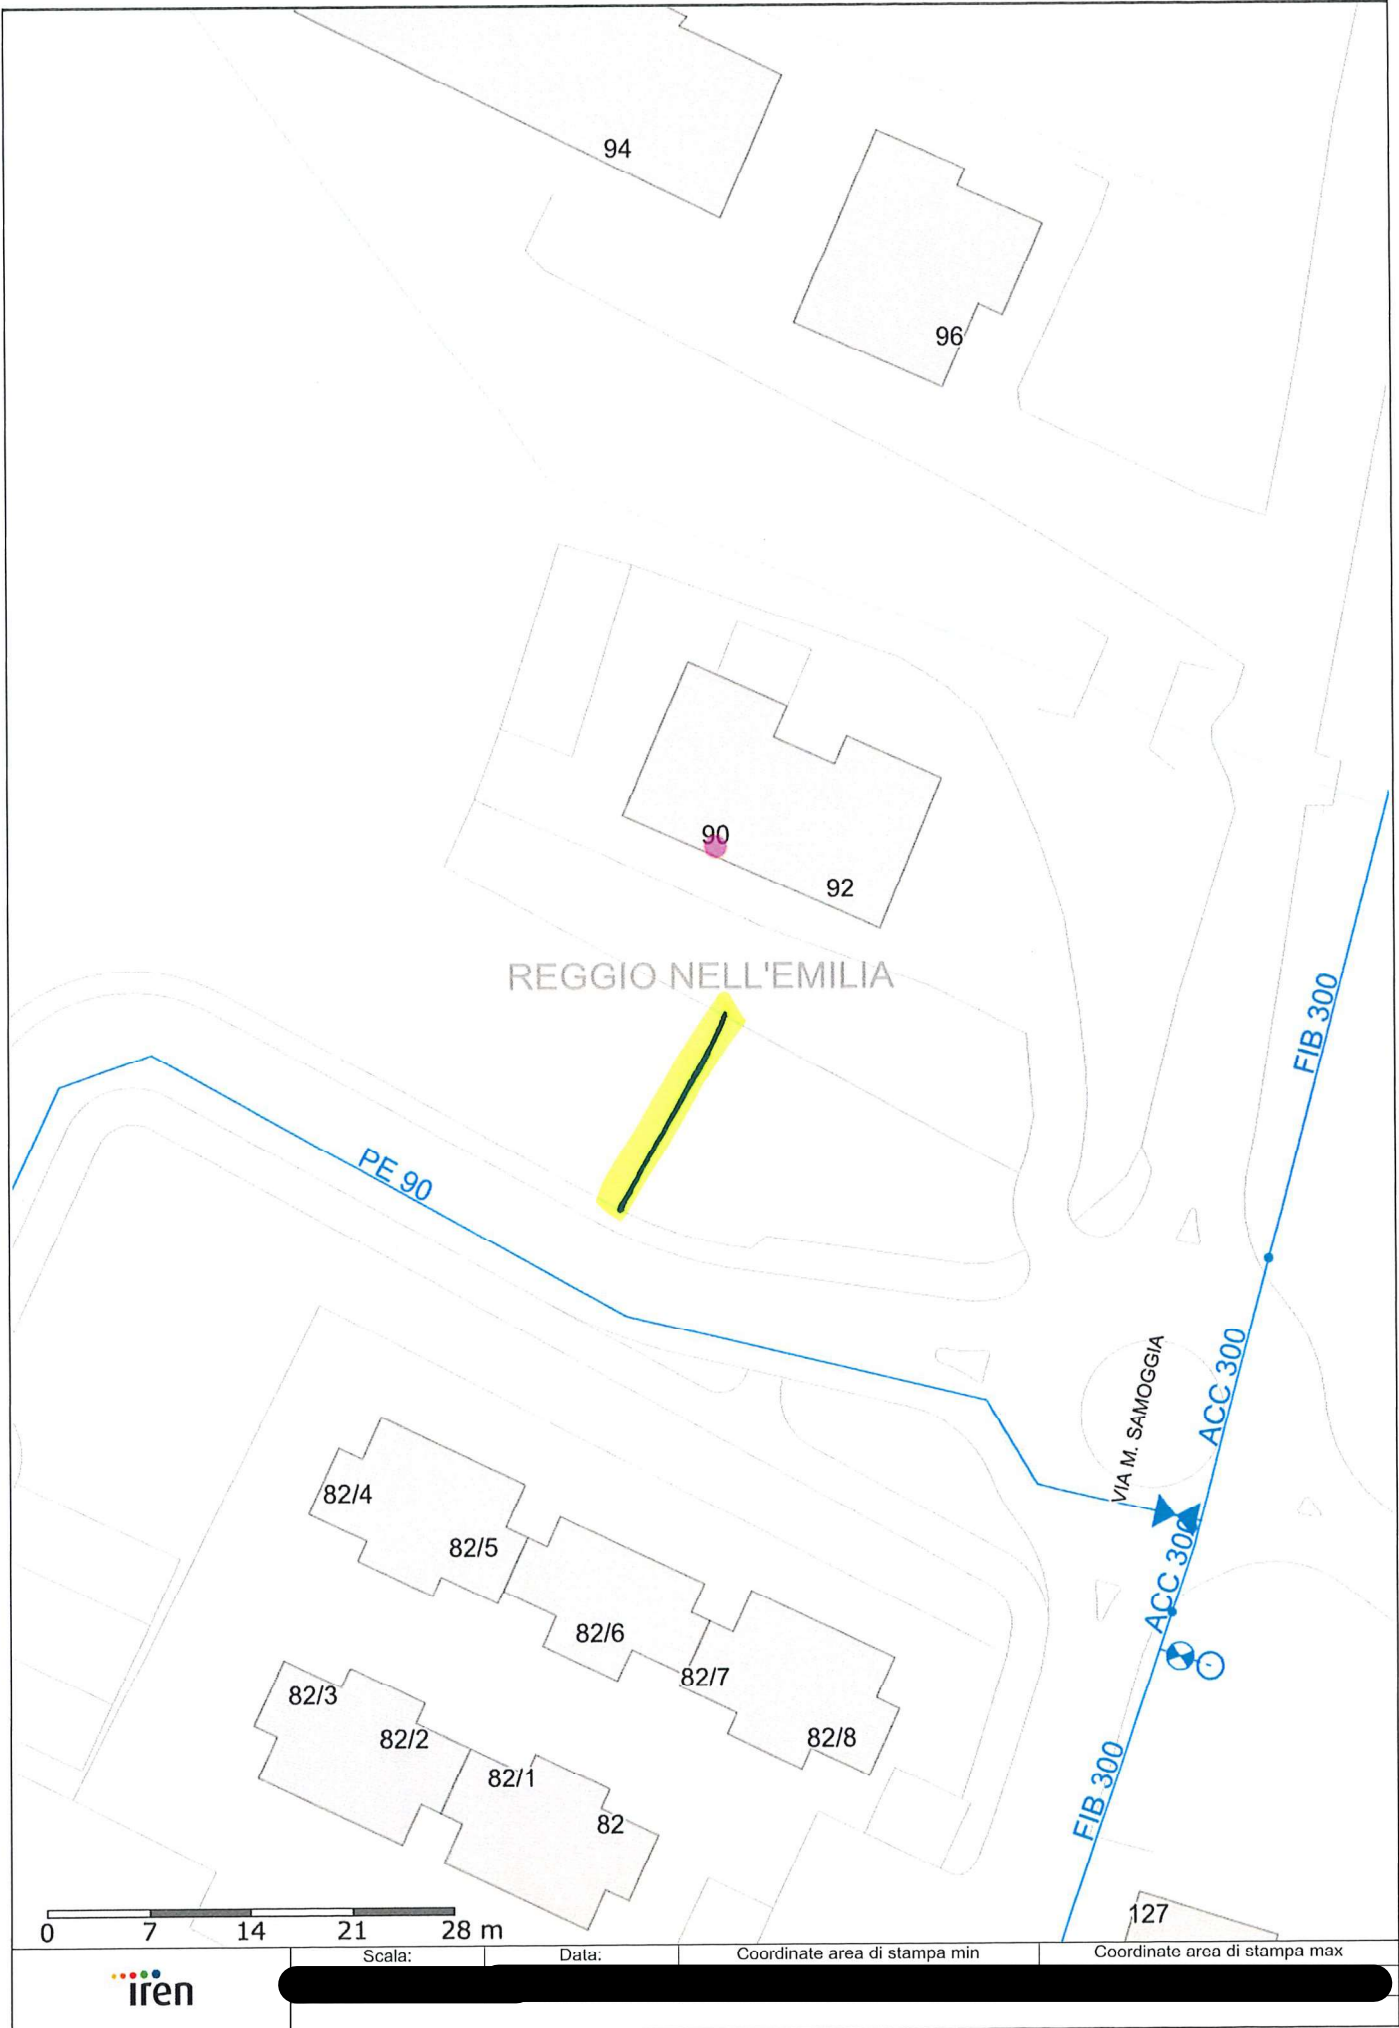 94
96
90
92
REGGIO NELL'EMILIA
FIB 300
PE 90
ACC 300
VIA M. SAMOGGIA
82/4
82/5
ACC 300
82/6
82/7
82/3
82/2
82/8
82/1
82
FIB 300
127
0 7 14 21 28 m
Scala: Data: Coordinate area di stampa min Coordinate area di stampa max
iren